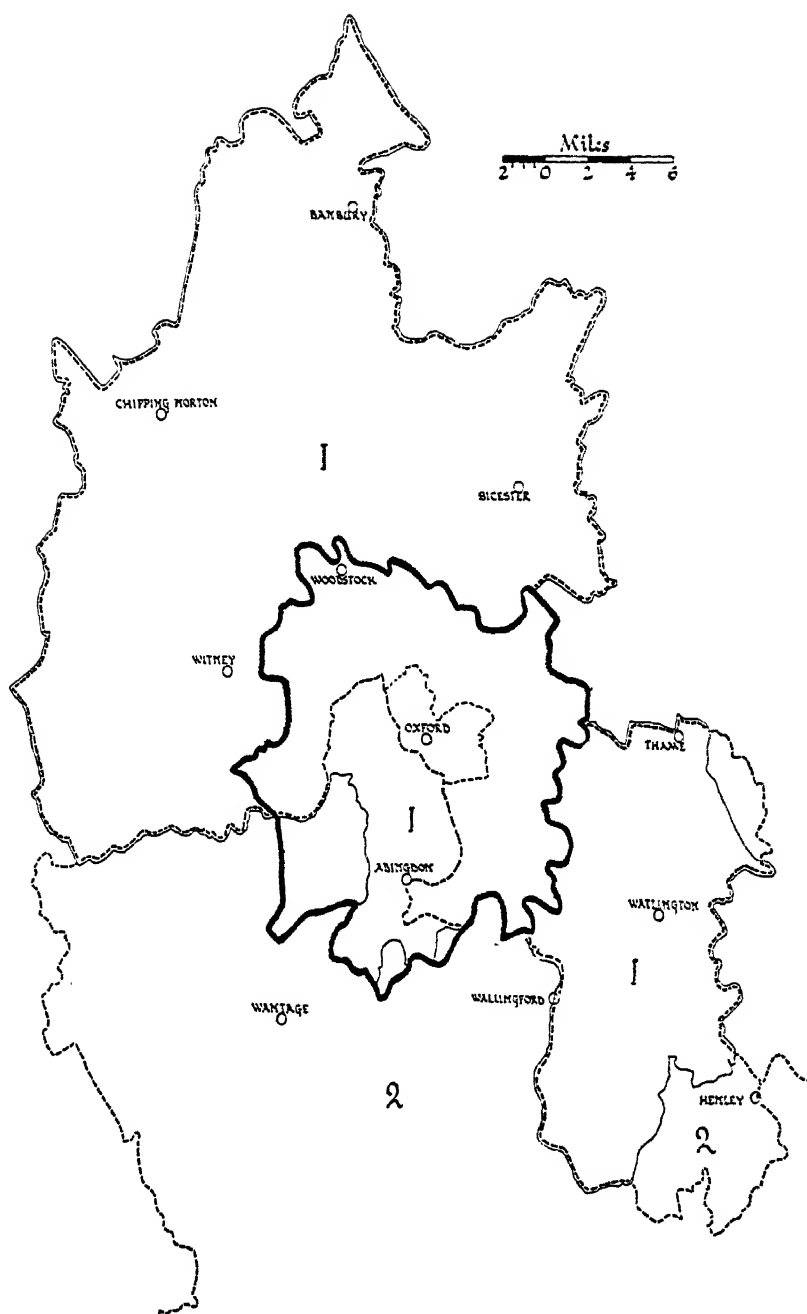 Miles
2 0 2 4 6
BANBURY
CHIPPING NORTON
1
BICESTER
WOODSTOCK
WITNEY
OXFORD
THAME
1
ABINGDON
WATLINGTON
1
WALLINGFORD
WANTAGE
2
HENLEY
2